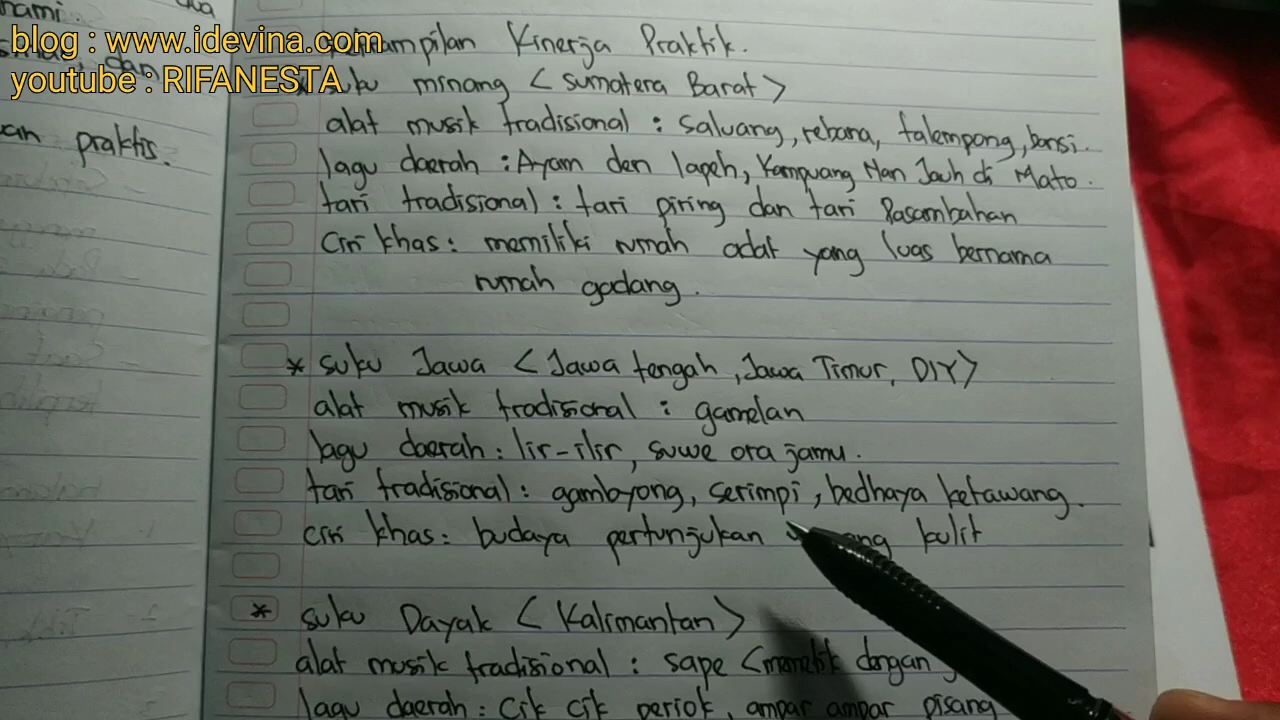 nami.
dan
an praktis.
blog : www.idevina.com
youtube : RIFANESTA
Kinerja Praktik.
suku minang <Sumatera Barat>
alat musik tradisional : saluang, rebana, talempong, bansi.
lagu daerah : Ayam den lapeh, Kampuang Nan Jauh di Mato.
tari tradisional : tari piring dan tari Pasambahan
ciri khas : memiliki rumah adat yang luas bernama
rumah gadang.
* suku Jawa <Jawa tengah, Jawa Timur, DIY>
alat musik tradisional : gamelan
lagu daerah : lir-ilir, suwe ora jamu.
tari tradisional : gambyong, serimpi, bedhaya ketawang.
ciri khas : budaya pertunjukan kulit
* suku Dayak <Kalimantan>
alat musik tradisional : sape < dengan
lagu daerah : Cik cik periok, ampar ampar pisang